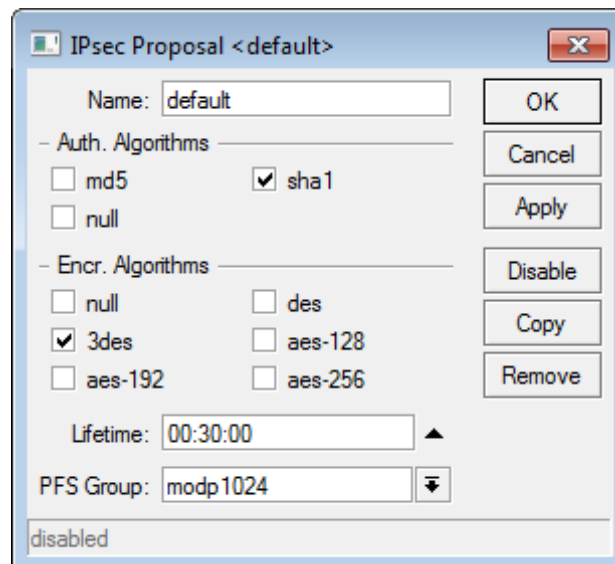 IPsec Proposal <default>
Name: default
OK
Auth. Algorithms
Cancel
md5 sha1
Apply
null
Encr. Algorithms
Disable
null des
Copy
3des aes-128
Remove
aes-192 aes-256
Lifetime: 00:30:00
PFS Group: modp1024
disabled